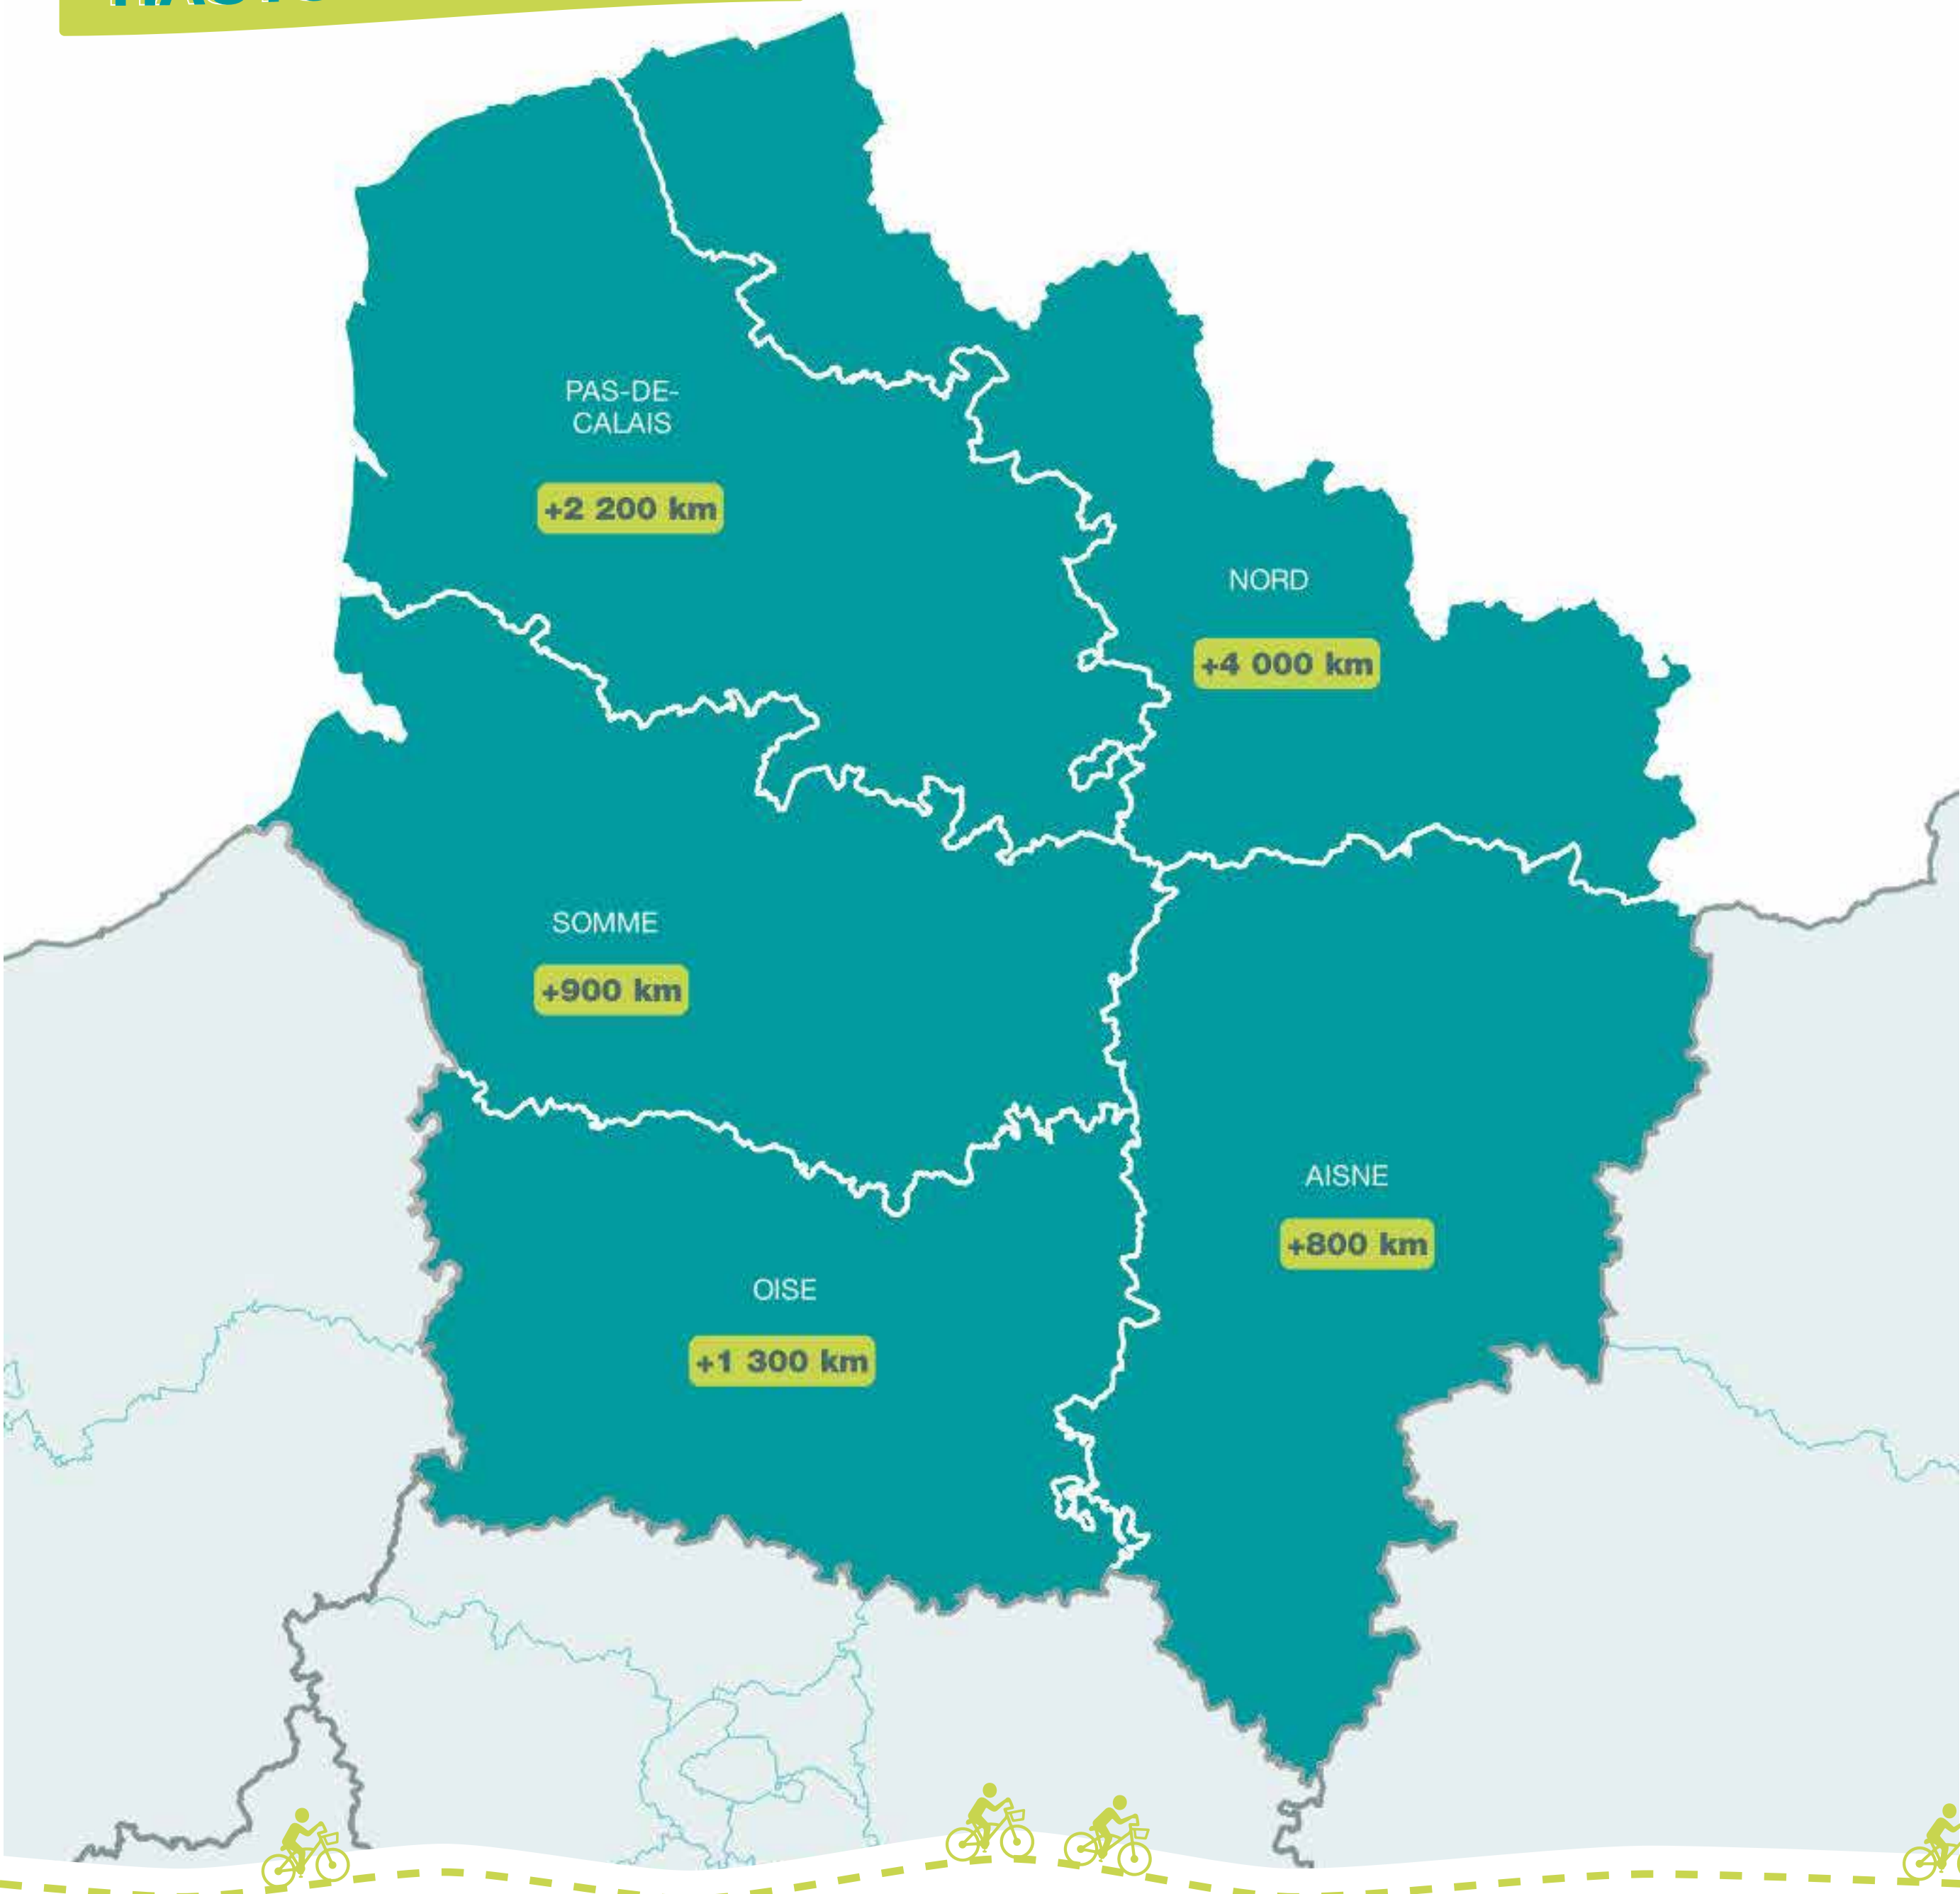 PAS-DE-
CALAIS
+2 200 km
NORD
+4 000 km
SOMME
+900 km
AISNE
+800 km
OISE
+1 300 km